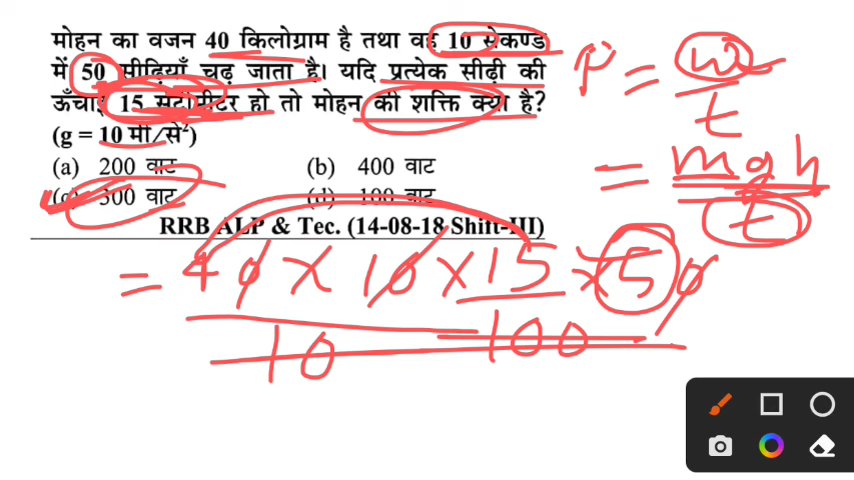 मोहन का वजन 40 किलोग्राम है तथा वह 10 सेकण्ड
में 50 सीढ़ियाँ चढ़ जाता है। यदि प्रत्येक सीढ़ी की
ऊँचाई 15 सेंटीमीटर हो तो मोहन की शक्ति क्या है?
(g = 10 मी/से²)
(a) 200 वाट (b) 400 वाट
(c) 300 वाट (d) 100 वाट
RRB ALP & Tec. (14-08-18 Shift-III)
P = w/t
= mgh/t
= 40 × 10 × 15 × 50
10 100